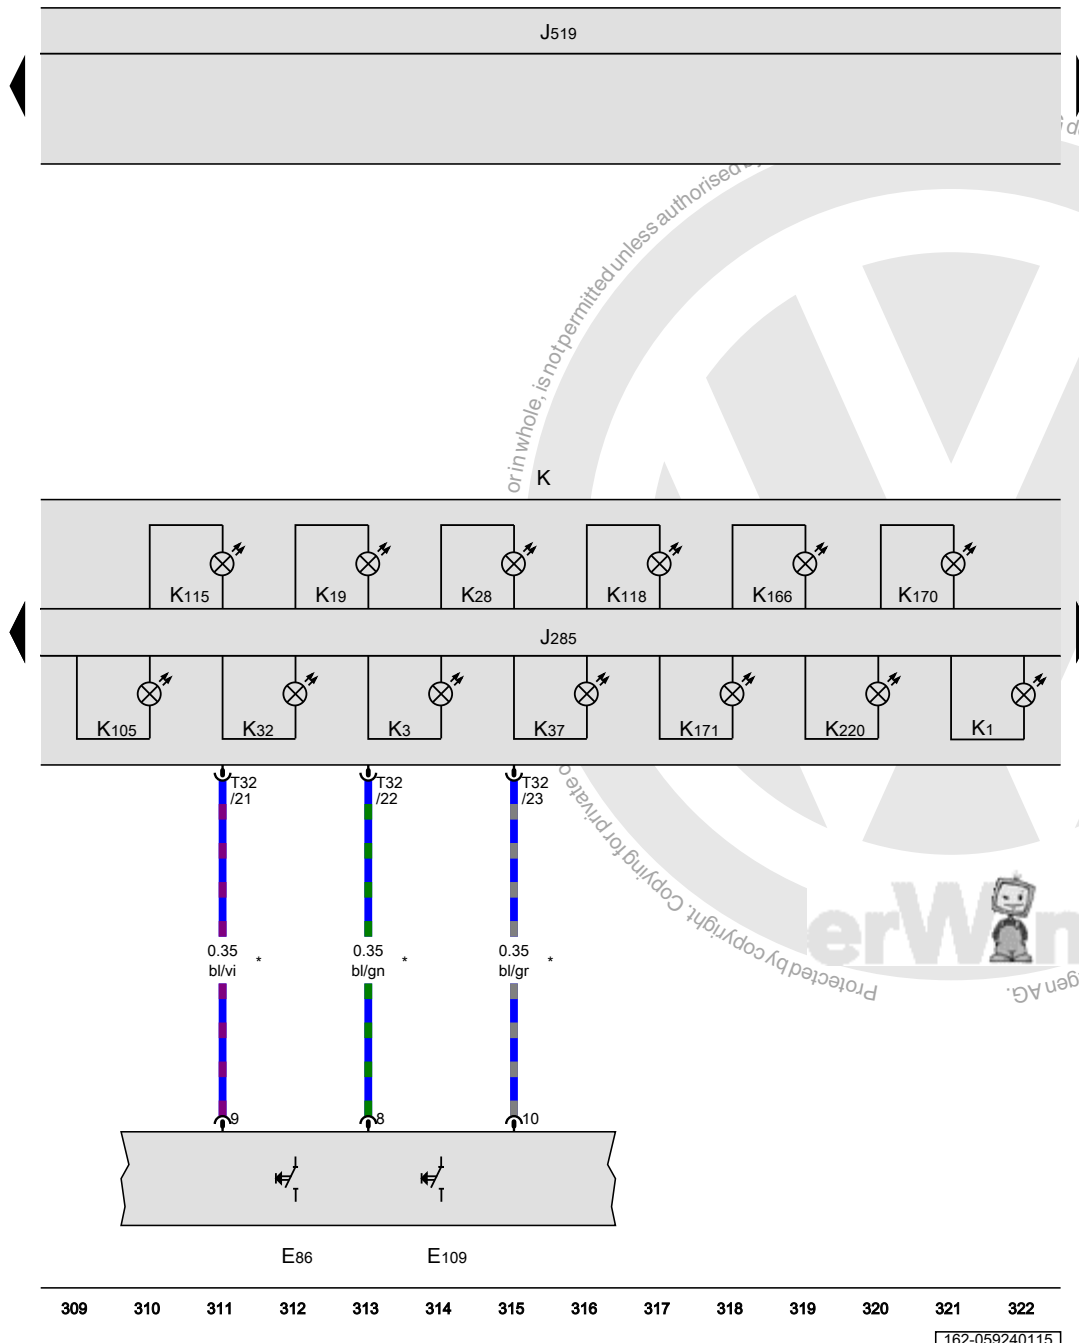 J519
g d
or in whole, is not permitted unless authorised by
K
K115 K19 K28 K118 K166 K170
J285
K105 K32 K3 K37 K171 K220 K1
T32 /21
T32 /22
T32 /23
0.35 bl/vi *
0.35 bl/gn *
0.35 bl/gr *
erWin
Protected by copyright. Copying for private o
gen AG.
9 8 10
E86 E109
309 310 311 312 313 314 315 316 317 318 319 320 321 322
162-059240115